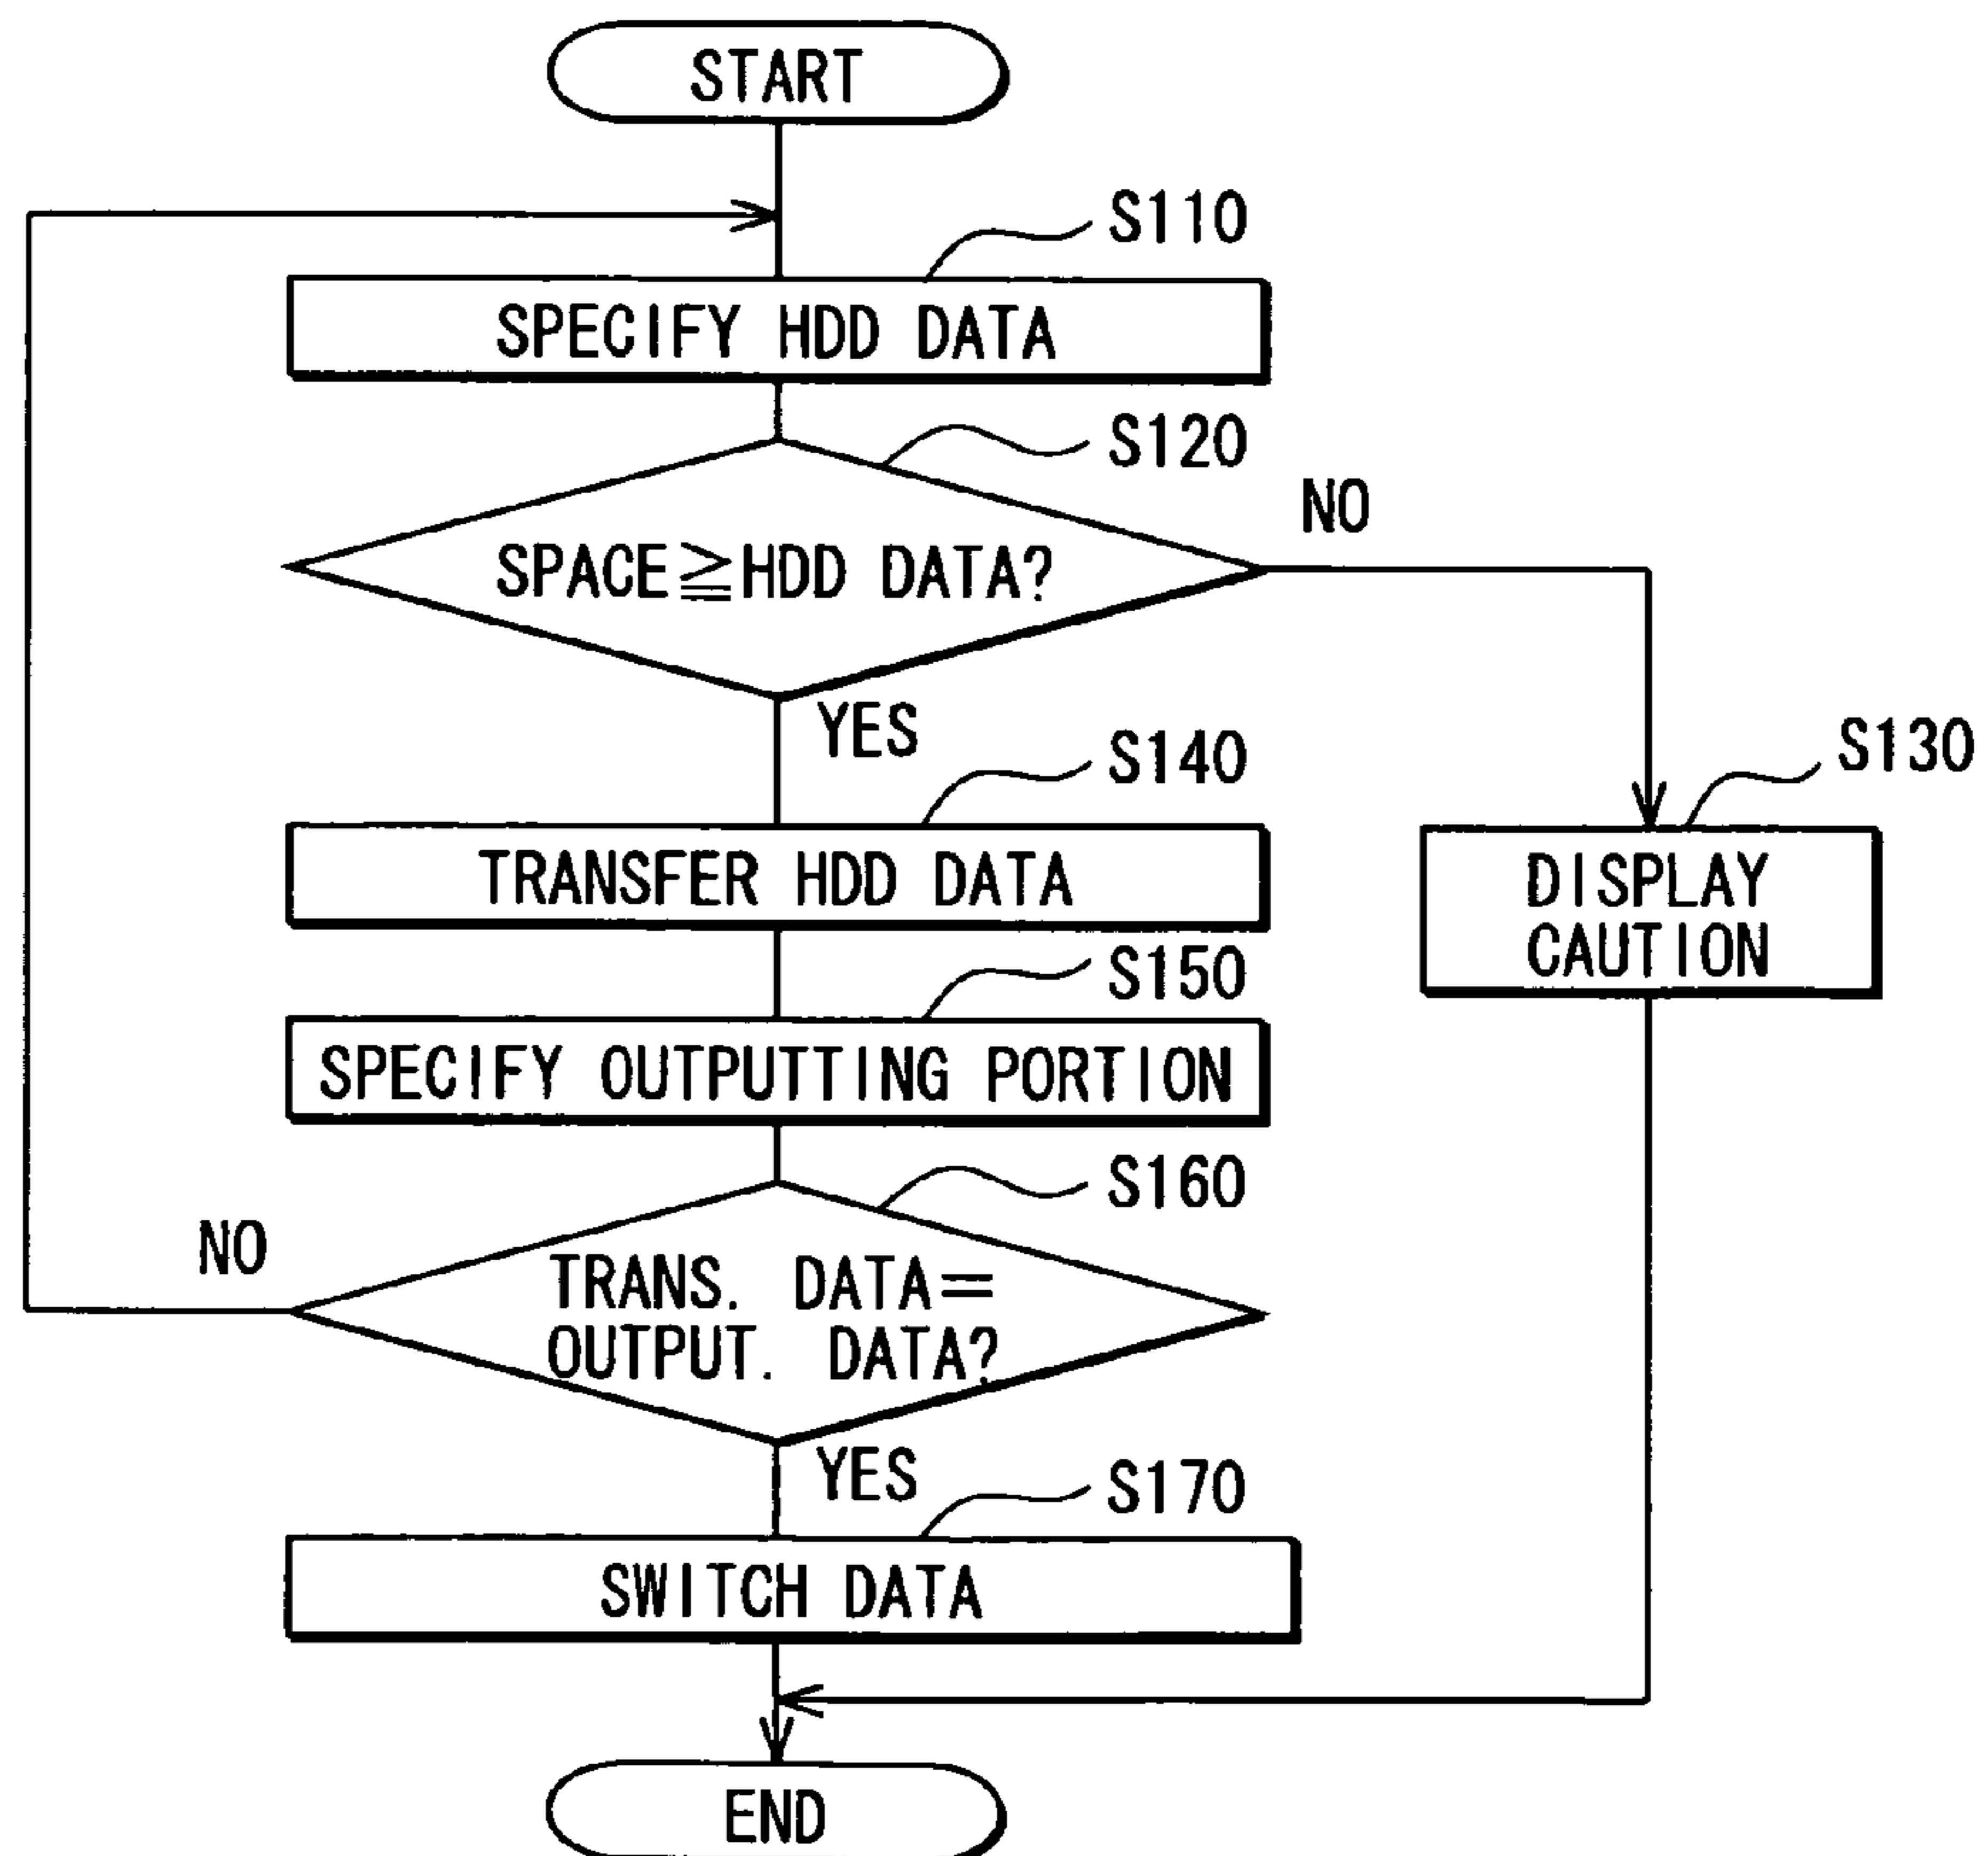 START
S110
SPECIFY HDD DATA
S120
SPACE≧HDD DATA?
NO
YES
S140
S130
TRANSFER HDD DATA
DISPLAY
CAUTION
S150
SPECIFY OUTPUTTING PORTION
S160
NO
TRANS. DATA=
OUTPUT. DATA?
YES
S170
SWITCH DATA
END